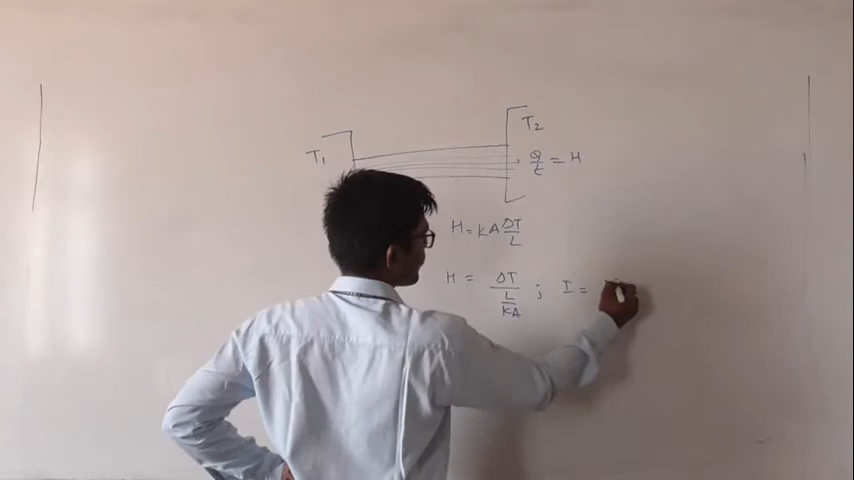 T₂
T₁
Q/t = H
H = KA ΔT/L
H = ΔT/(L/KA) ; I =